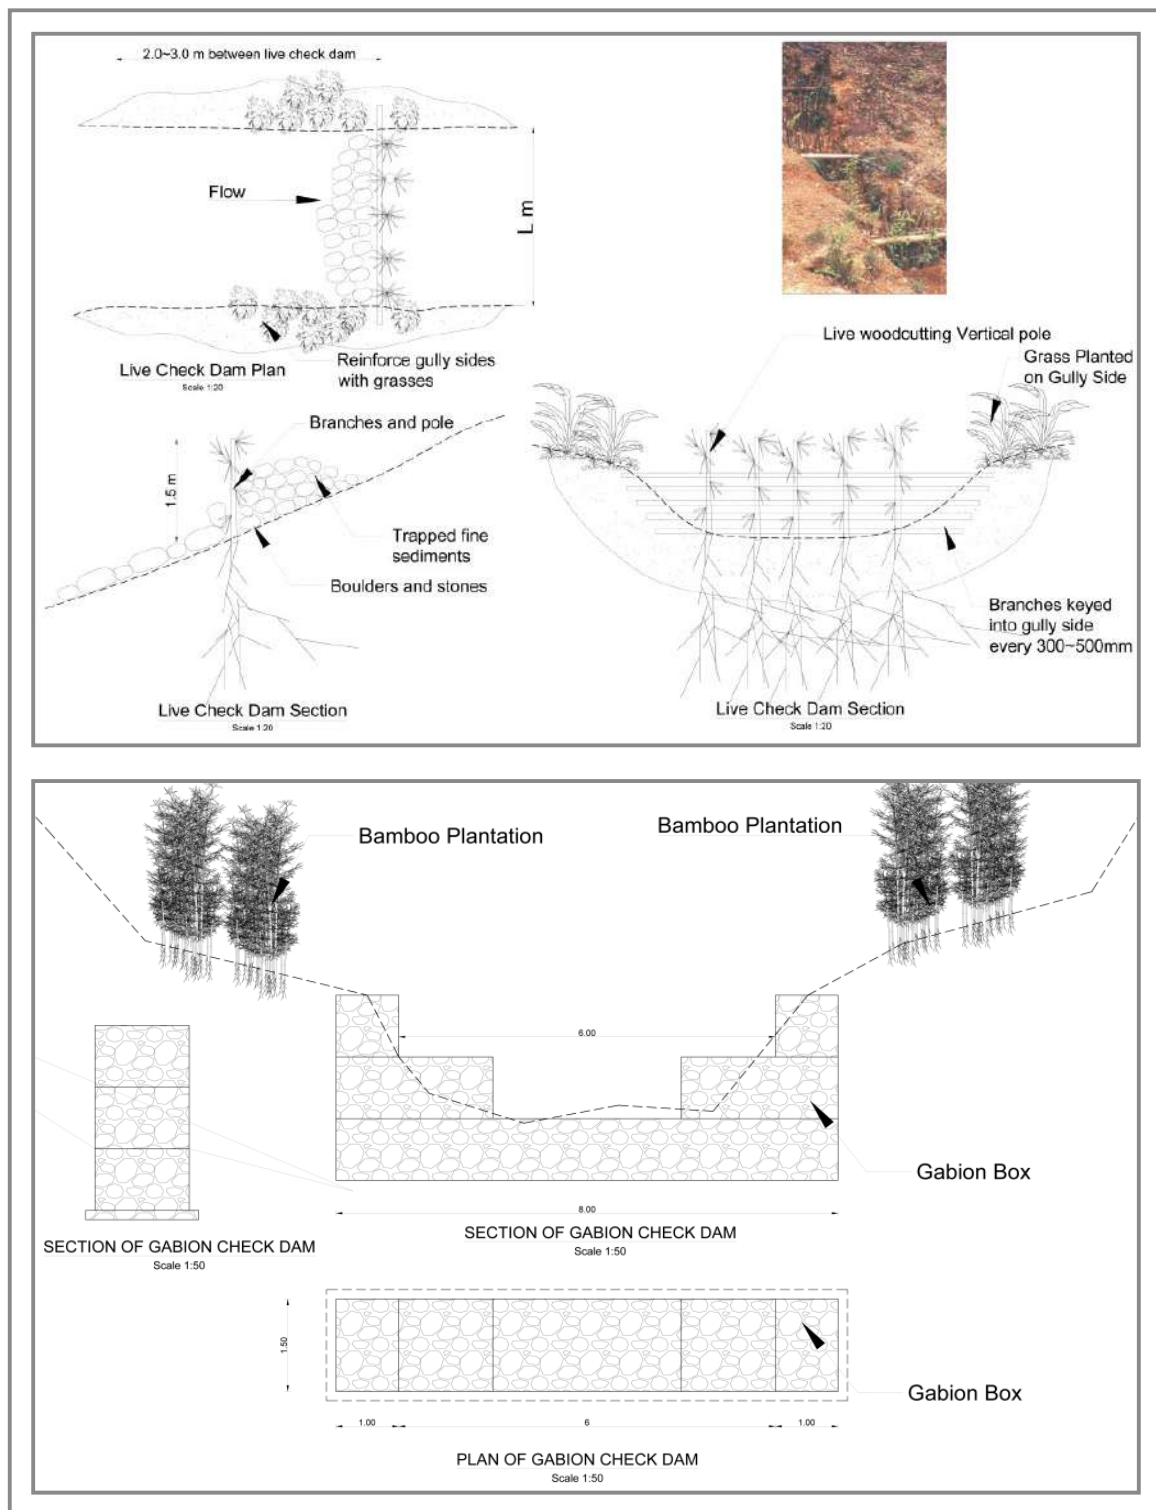 2.0~3.0 m between live check dam
Flow
L m
Live Check Dam Plan
Scale 1:20
Reinforce gully sides
with grasses
Live woodcutting Vertical pole
Grass Planted
on Gully Side
Branches and pole
1.5 m
Trapped fine
sediments
Boulders and stones
Live Check Dam Section
Scale 1:20
Branches keyed
into gully side
every 300~500mm
Live Check Dam Section
Scale 1:20
Bamboo Plantation
Bamboo Plantation
6.00
Gabion Box
8.00
SECTION OF GABION CHECK DAM
Scale 1:50
SECTION OF GABION CHECK DAM
Scale 1:50
1.50
Gabion Box
1.00
6
1.00
PLAN OF GABION CHECK DAM
Scale 1:50